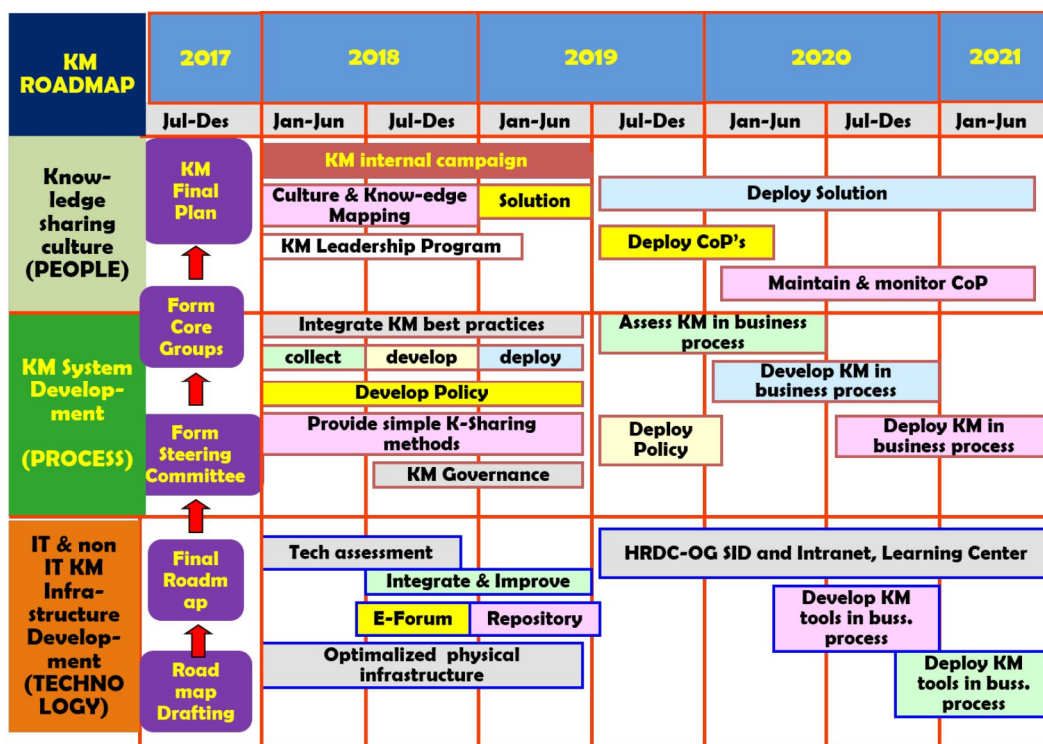 KM
ROADMAP
2017
2018
2019
2020
2021
Jul-Des
Jan-Jun
Jul-Des
Jan-Jun
Jul-Des
Jan-Jun
Jul-Des
Jan-Jun
Know-
ledge
sharing
culture
(PEOPLE)
KM
Final
Plan
KM internal campaign
Culture & Know-edge
Mapping
Solution
KM Leadership Program
Deploy Solution
Deploy CoP's
Maintain & monitor CoP
Form
Core
Groups
KM System
Develop-
ment
(PROCESS)
Form
Steering
Committee
Integrate KM best practices
collect
develop
deploy
Develop Policy
Provide simple K-Sharing
methods
KM Governance
Assess KM in business
process
Develop KM in
business process
Deploy
Policy
Deploy KM in
business process
IT & non
IT KM
Infra-
structure
Develop-
ment
(TECHNO
LOGY)
Final
Roadm
ap
Road
map
Drafting
Tech assessment
Integrate & Improve
E-Forum
Repository
Optimalized physical
infrastructure
HRDC-OG SID and Intranet, Learning Center
Develop KM
tools in buss.
process
Deploy KM
tools in buss.
process